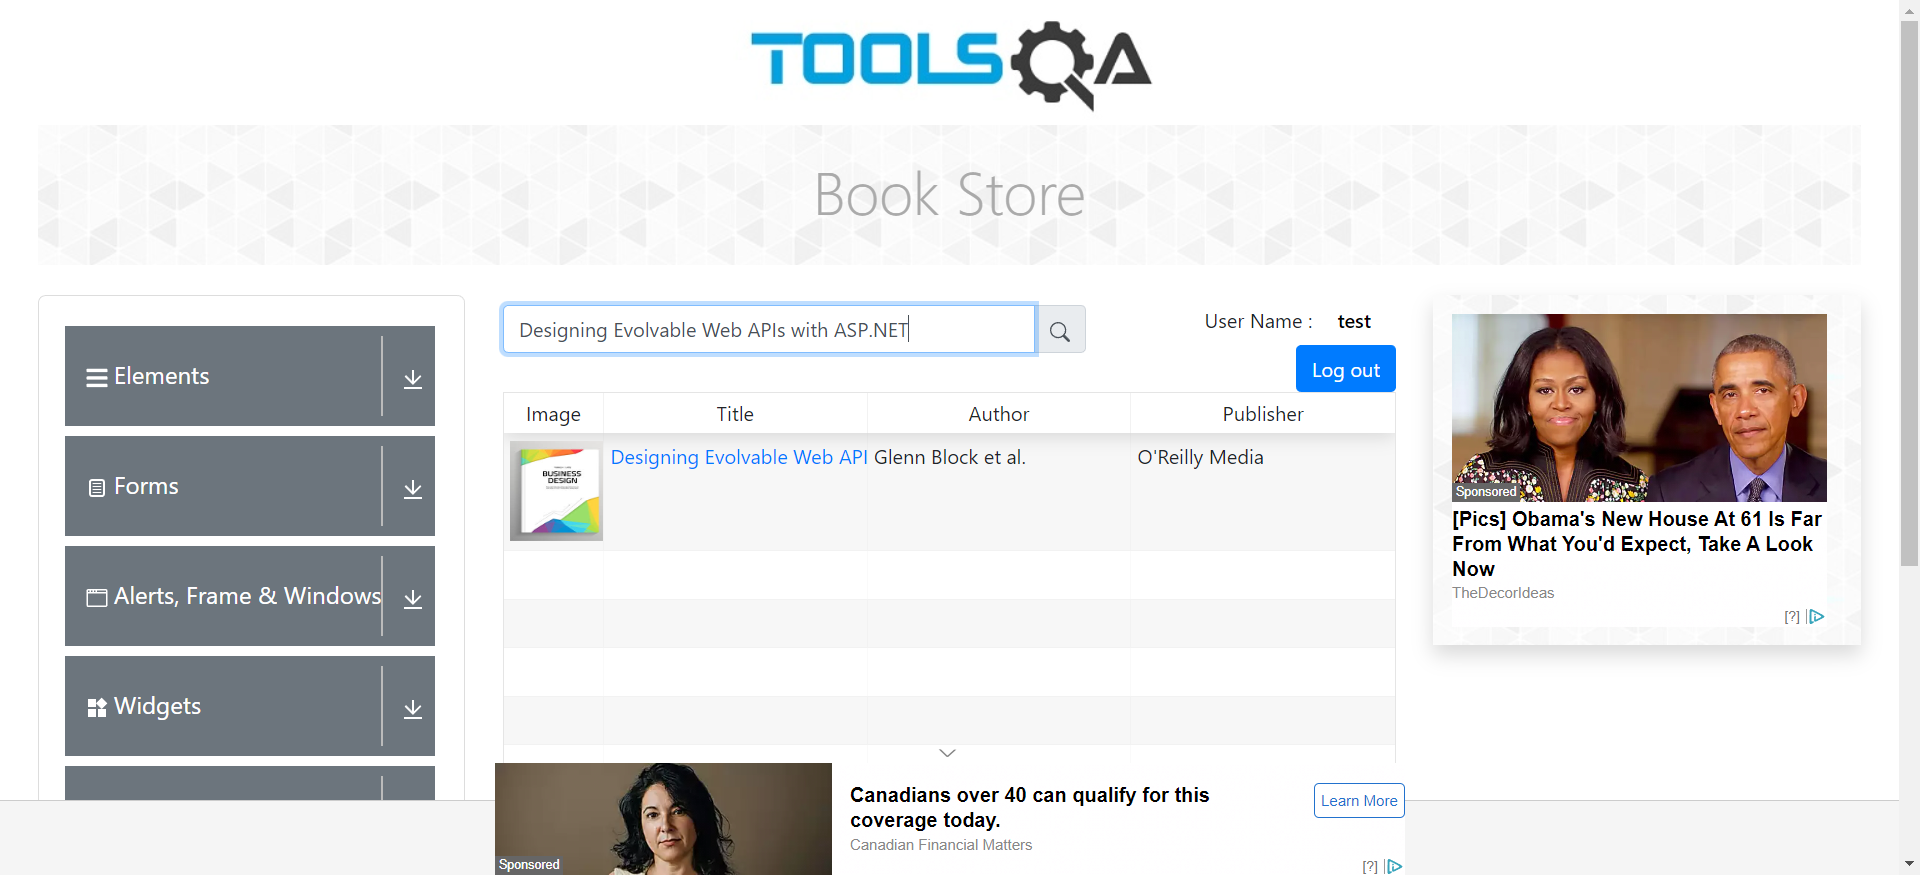 TOOLSQA
Book Store
Elements
Forms
Alerts, Frame & Windows
Widgets
Designing Evolvable Web APIs with ASP.NET
User Name : test
Log out
Image Title Author Publisher
BUSINESS
DESIGN
Designing Evolvable Web API Glenn Block et al. O'Reilly Media
Sponsored
[Pics] Obama's New House At 61 Is Far
From What You'd Expect, Take A Look
Now
TheDecorIdeas
[?]
Sponsored
Canadians over 40 can qualify for this
coverage today.
Canadian Financial Matters
Learn More
[?]